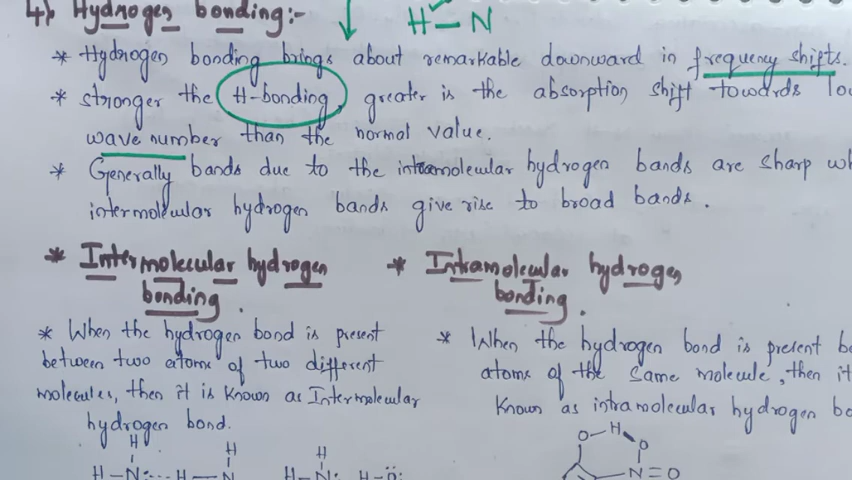 4) Hydrogen bonding:-
H — N
* Hydrogen bonding brings about remarkable downward in frequency shifts.
* stronger the H-bonding, greater is the absorption shift towards
wave number than the normal value.
* Generally bands due to the intramolecular hydrogen bands are sharp
intermolecular hydrogen bands give rise to broad bands.
* Intermolecular hydrogen
bonding.
* When the hydrogen bond is present
between two atoms of two different
molecules, then it is known as Intermolecular
hydrogen bond.
H H H
H-N: H-N H-N: H-O:
* Intramolecular hydrogen
bonding.
* When the hydrogen bond is present
atoms of the same molecule, then it
known as intramolecular hydrogen
O-H O
N=O